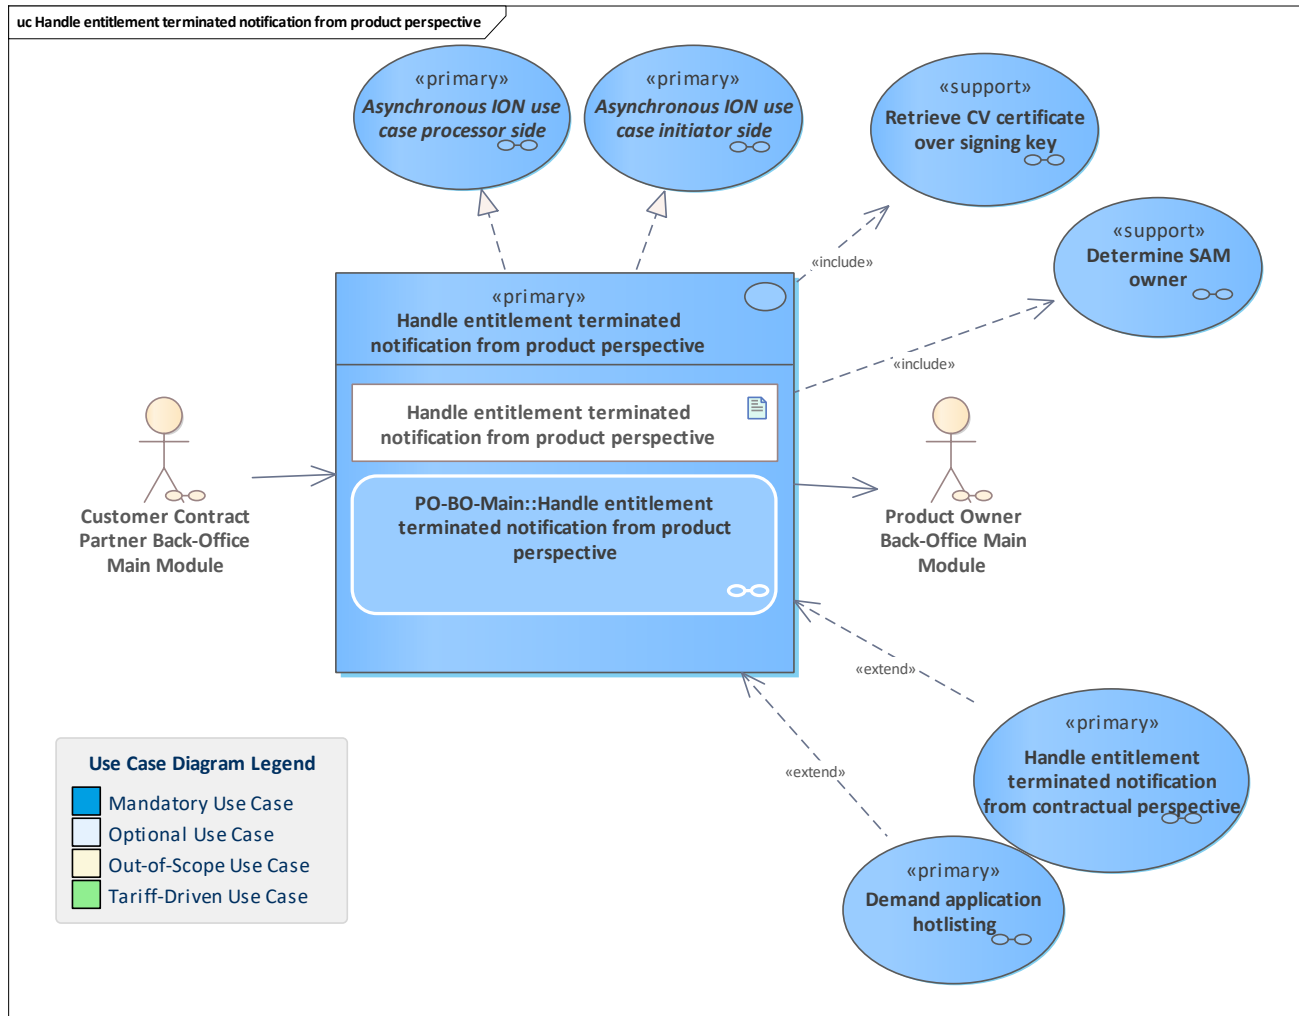 uc Handle entitlement terminated notification from product perspective
«primary»
Asynchronous ION use
case processor side
«primary»
Asynchronous ION use
case initiator side
«support»
Retrieve CV certificate
over signing key
«support»
Determine SAM
owner
«include»
«include»
«primary»
Handle entitlement terminated
notification from product perspective
Handle entitlement terminated
notification from product perspective
PO-BO-Main::Handle entitlement
terminated notification from product
perspective
Customer Contract
Partner Back-Office
Main Module
Product Owner
Back-Office Main
Module
«extend»
«extend»
«primary»
Handle entitlement
terminated notification
from contractual perspective
«primary»
Demand application
hotlisting
Use Case Diagram Legend
Mandatory Use Case
Optional Use Case
Out-of-Scope Use Case
Tariff-Driven Use Case